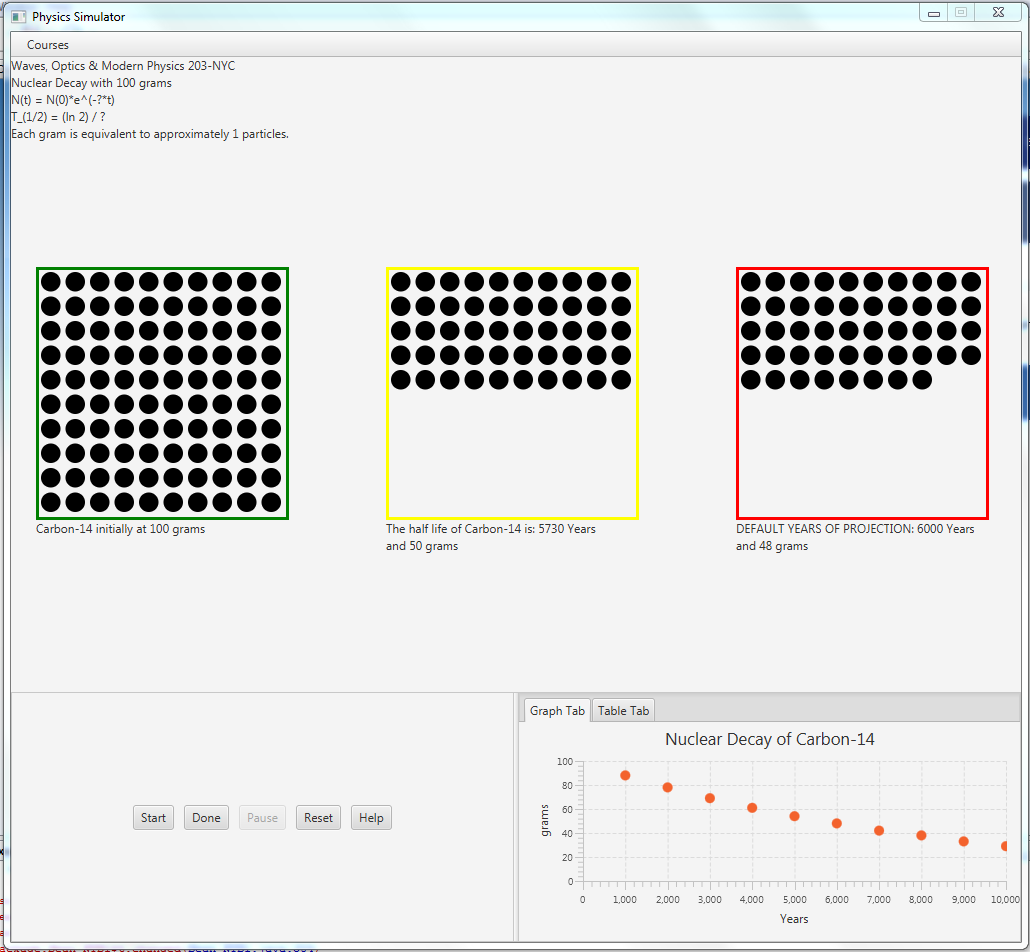 Physics Simulator
Courses
Waves, Optics & Modern Physics 203-NYC
Nuclear Decay with 100 grams
N(t) = N(0)*e^(-?*t)
T_(1/2) = (ln 2) / ?
Each gram is equivalent to approximately 1 particles.
Carbon-14 initially at 100 grams
The half life of Carbon-14 is: 5730 Years
and 50 grams
DEFAULT YEARS OF PROJECTION: 6000 Years
and 48 grams
Start Done Pause Reset Help
Graph Tab Table Tab
Nuclear Decay of Carbon-14
100
80
60
40
20
0
grams
0 1,000 2,000 3,000 4,000 5,000 6,000 7,000 8,000 9,000 10,000
Years